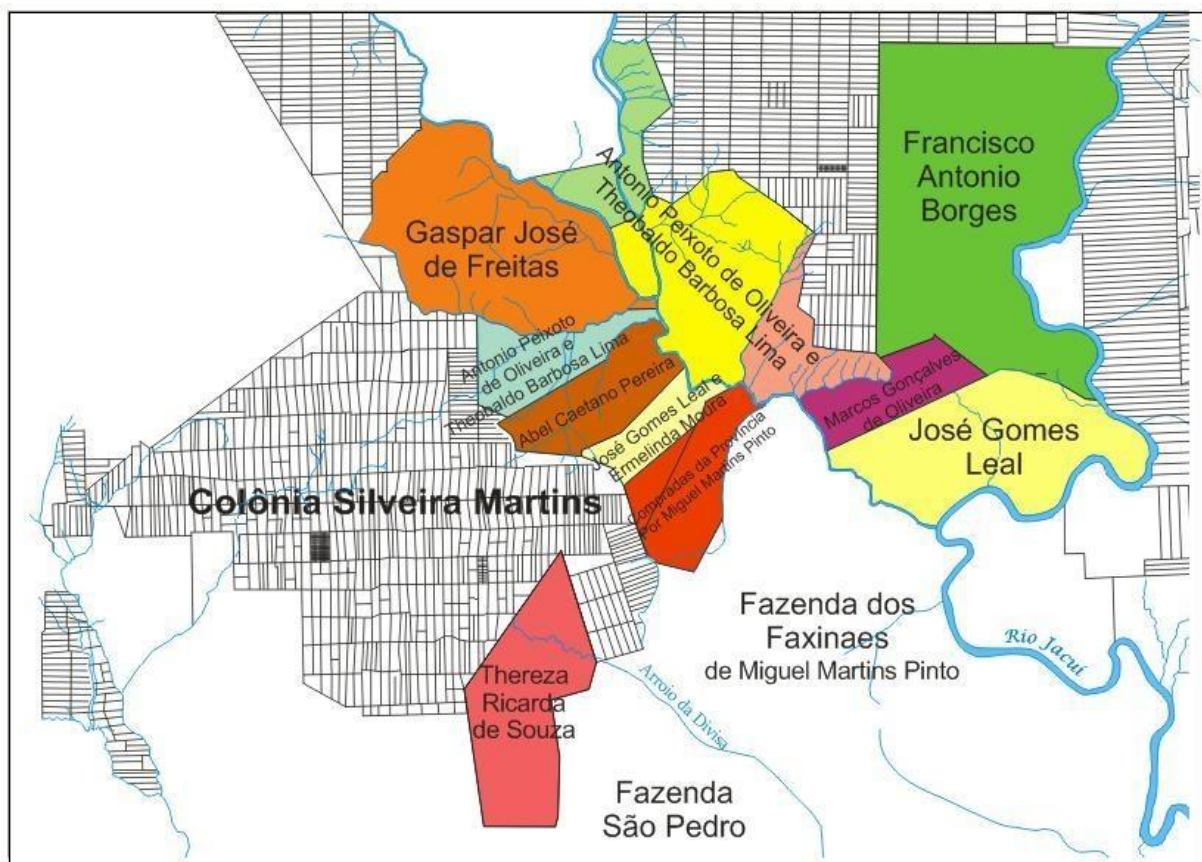 Francisco
Antonio
Borges
Antonio Peixoto de Oliveira e
Theobaldo Barbosa Lima
Gaspar José
de Freitas
Antonio Peixoto
de Oliveira e
Theobaldo Barbosa Lima
Abel Caetano Pereira
José Gomes Leal e
Ermelinda Moura
Compradas da Província
Por Miguel Martins Pinto
Marcos Gonçalves
de Oliveira
José Gomes
Leal
Colônia Silveira Martins
Fazenda dos
Faxinaes
de Miguel Martins Pinto
Rio Jacuí
Thereza
Ricarda
de Souza
Arroio da Divisa
Fazenda
São Pedro